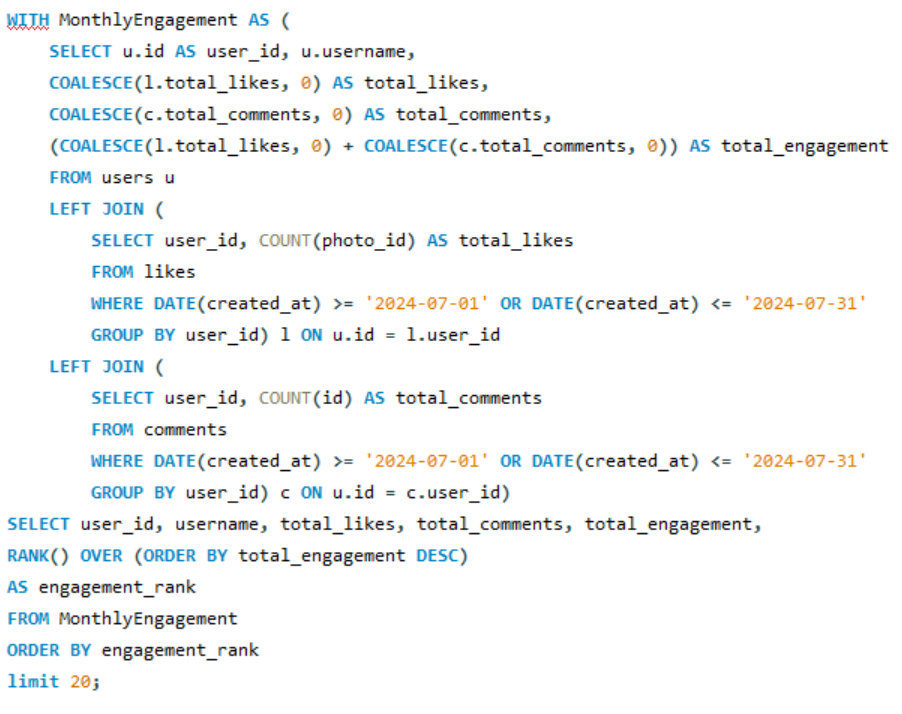 WITH MonthlyEngagement AS (
    SELECT u.id AS user_id, u.username,
    COALESCE(l.total_likes, 0) AS total_likes,
    COALESCE(c.total_comments, 0) AS total_comments,
    (COALESCE(l.total_likes, 0) + COALESCE(c.total_comments, 0)) AS total_engagement
    FROM users u
    LEFT JOIN (
        SELECT user_id, COUNT(photo_id) AS total_likes
        FROM likes
        WHERE DATE(created_at) >= '2024-07-01' OR DATE(created_at) <= '2024-07-31'
        GROUP BY user_id) l ON u.id = l.user_id
    LEFT JOIN (
        SELECT user_id, COUNT(id) AS total_comments
        FROM comments
        WHERE DATE(created_at) >= '2024-07-01' OR DATE(created_at) <= '2024-07-31'
        GROUP BY user_id) c ON u.id = c.user_id)
SELECT user_id, username, total_likes, total_comments, total_engagement,
RANK() OVER (ORDER BY total_engagement DESC)
AS engagement_rank
FROM MonthlyEngagement
ORDER BY engagement_rank
limit 20;